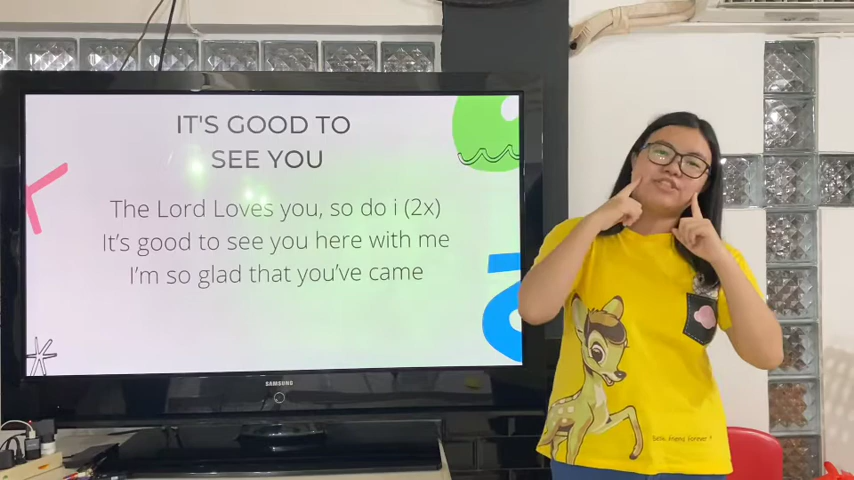 IT'S GOOD TO
SEE YOU
The Lord Loves you, so do i (2x)
It's good to see you here with me
I'm so glad that you've came
SAMSUNG